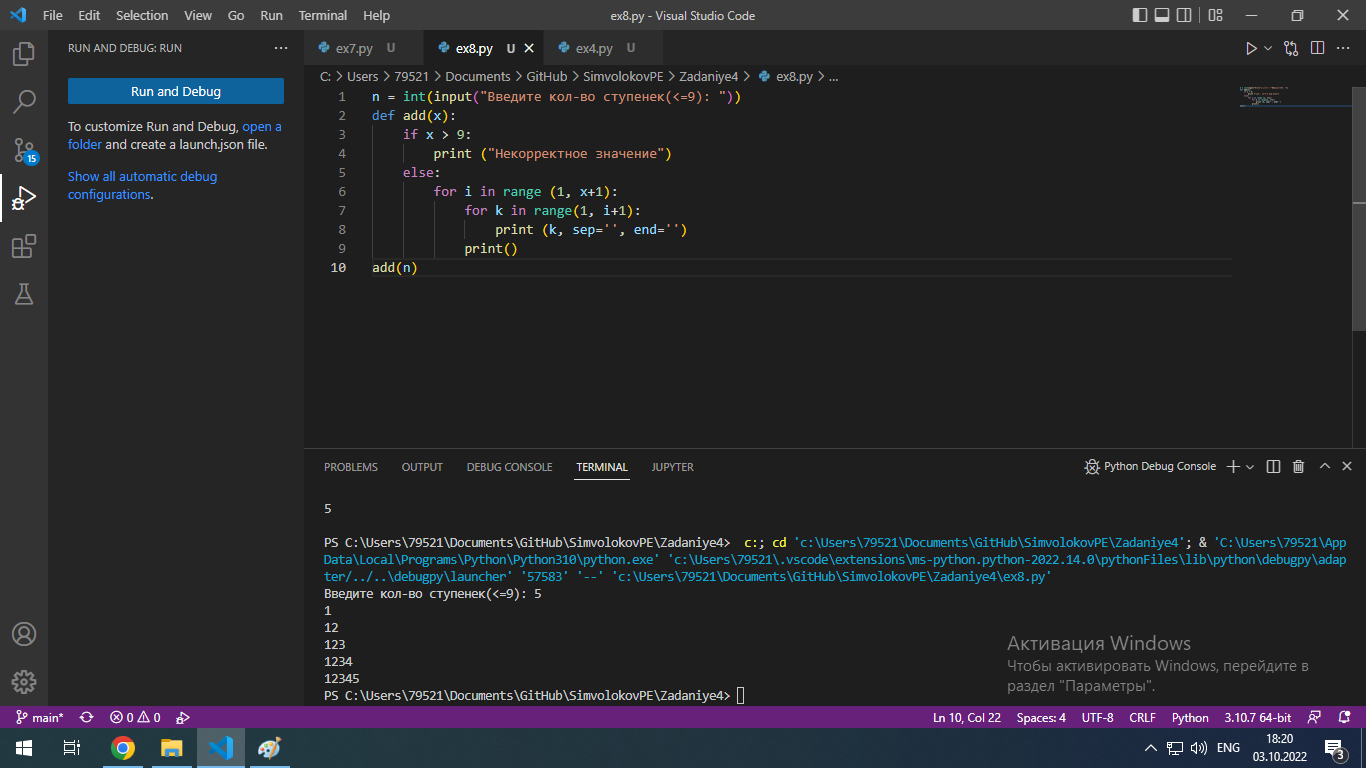 File Edit Selection View Go Run Terminal Help ex8.py - Visual Studio Code
RUN AND DEBUG: RUN ...
ex7.py U ex8.py U ex4.py U
C: > Users > 79521 > Documents > GitHub > SimvolokovPE > Zadaniye4 > ex8.py > ...
Run and Debug
To customize Run and Debug, open a
folder and create a launch.json file.
Show all automatic debug
configurations.
15
1 n = int(input("Введите кол-во ступенек(<=9): "))
2 def add(x):
3 if x > 9:
4 print ("Некорректное значение")
5 else:
6 for i in range (1, x+1):
7 for k in range(1, i+1):
8 print (k, sep='', end='')
9 print()
10 add(n)
PROBLEMS OUTPUT DEBUG CONSOLE TERMINAL JUPYTER Python Debug Console
5
PS C:\Users\79521\Documents\GitHub\SimvolokovPE\Zadaniye4> c:; cd 'c:\Users\79521\Documents\GitHub\SimvolokovPE\Zadaniye4'; & 'C:\Users\79521\App
Data\Local\Programs\Python\Python310\python.exe' 'c:\Users\79521\.vscode\extensions\ms-python.python-2022.14.0\pythonFiles\lib\python\debugpy\adap
ter/../..\debugpy\launcher' '57583' '--' 'c:\Users\79521\Documents\GitHub\SimvolokovPE\Zadaniye4\ex8.py'
Введите кол-во ступенек(<=9): 5
1
12
123
1234
12345
PS C:\Users\79521\Documents\GitHub\SimvolokovPE\Zadaniye4>
Активация Windows
Чтобы активировать Windows, перейдите в
раздел "Параметры".
main* 0 0 Ln 10, Col 22 Spaces: 4 UTF-8 CRLF Python 3.10.7 64-bit
ENG 18:20
03.10.2022
3